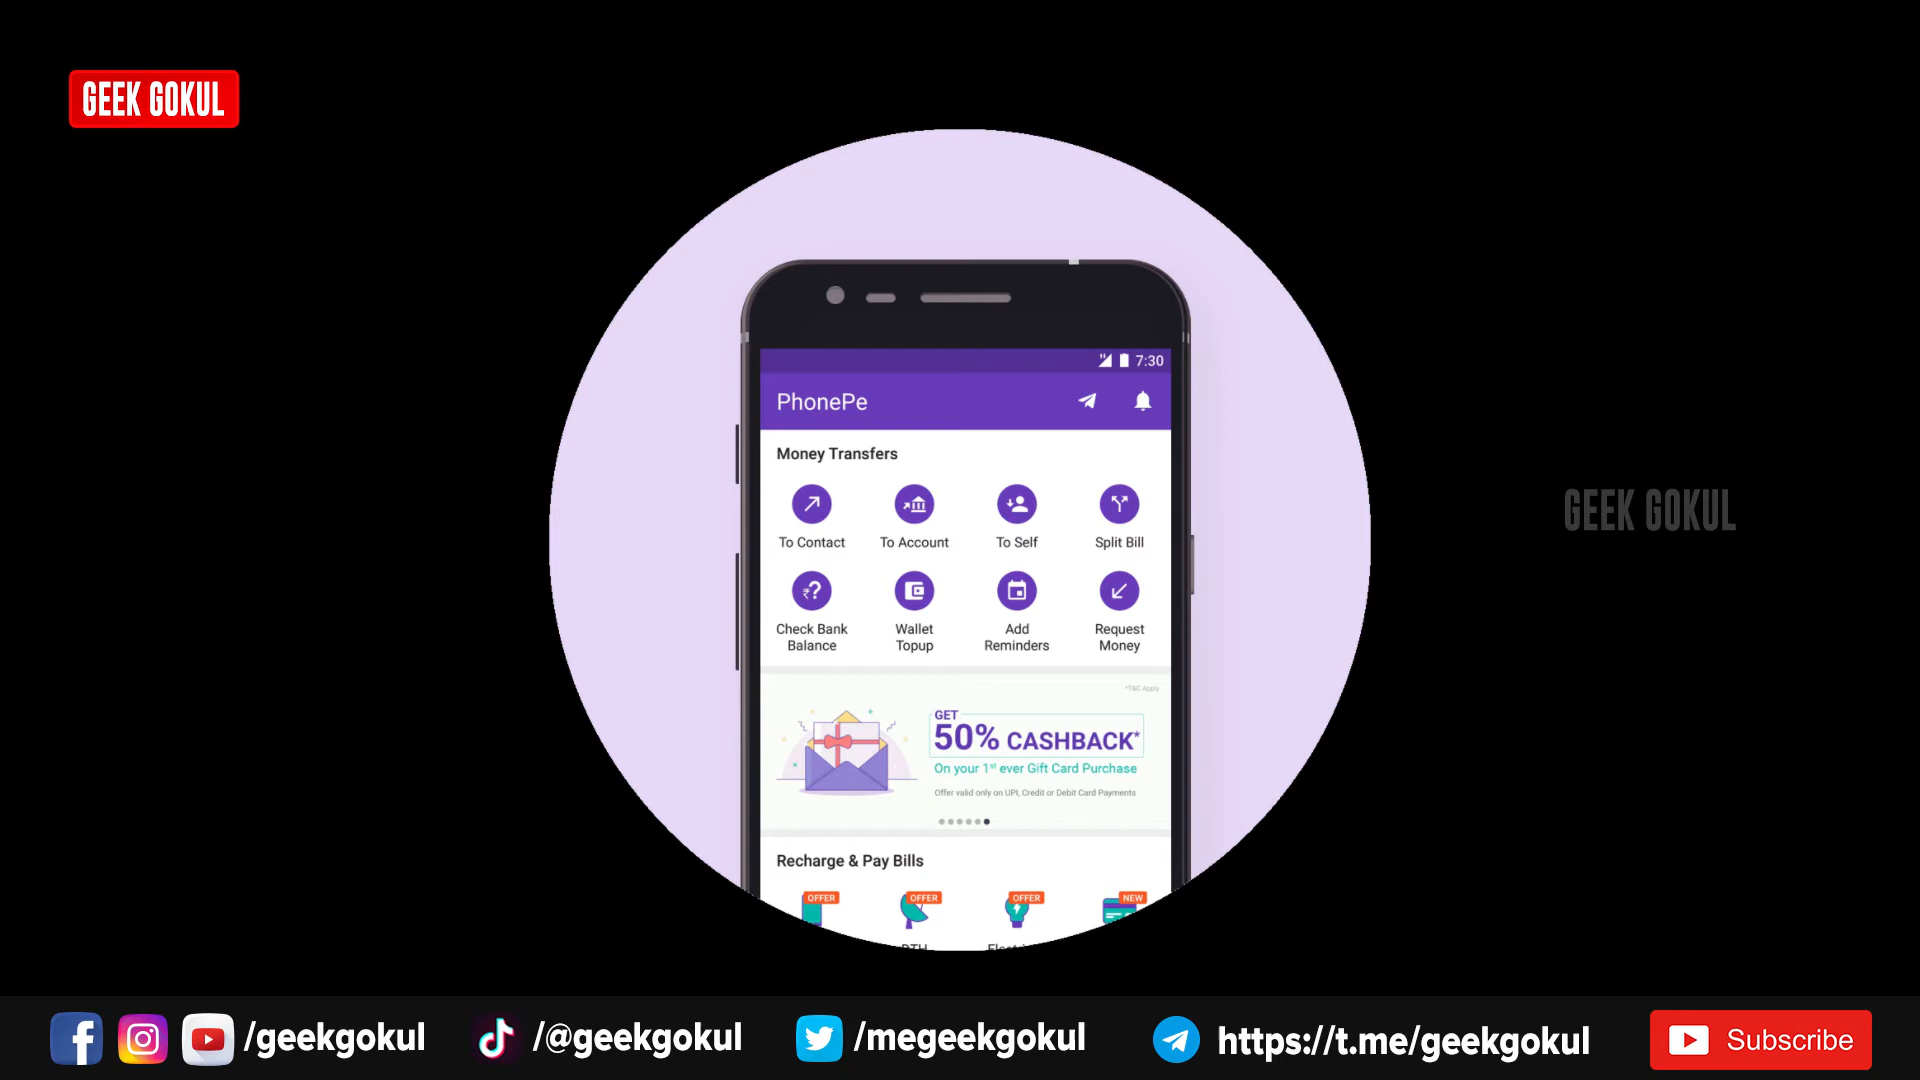 GEEK GOKUL
7:30
PhonePe
Money Transfers
To Contact
To Account
To Self
Split Bill
Check Bank
Balance
Wallet
Topup
Add
Reminders
Request
Money
*T&C Apply
GET
50% CASHBACK*
On your 1st ever Gift Card Purchase
Offer valid only on UPI, Credit or Debit Card Payments
Recharge & Pay Bills
OFFER
OFFER
OFFER
NEW
DTH
GEEK GOKUL
/geekgokul
/@geekgokul
/megeekgokul
https://t.me/geekgokul
Subscribe